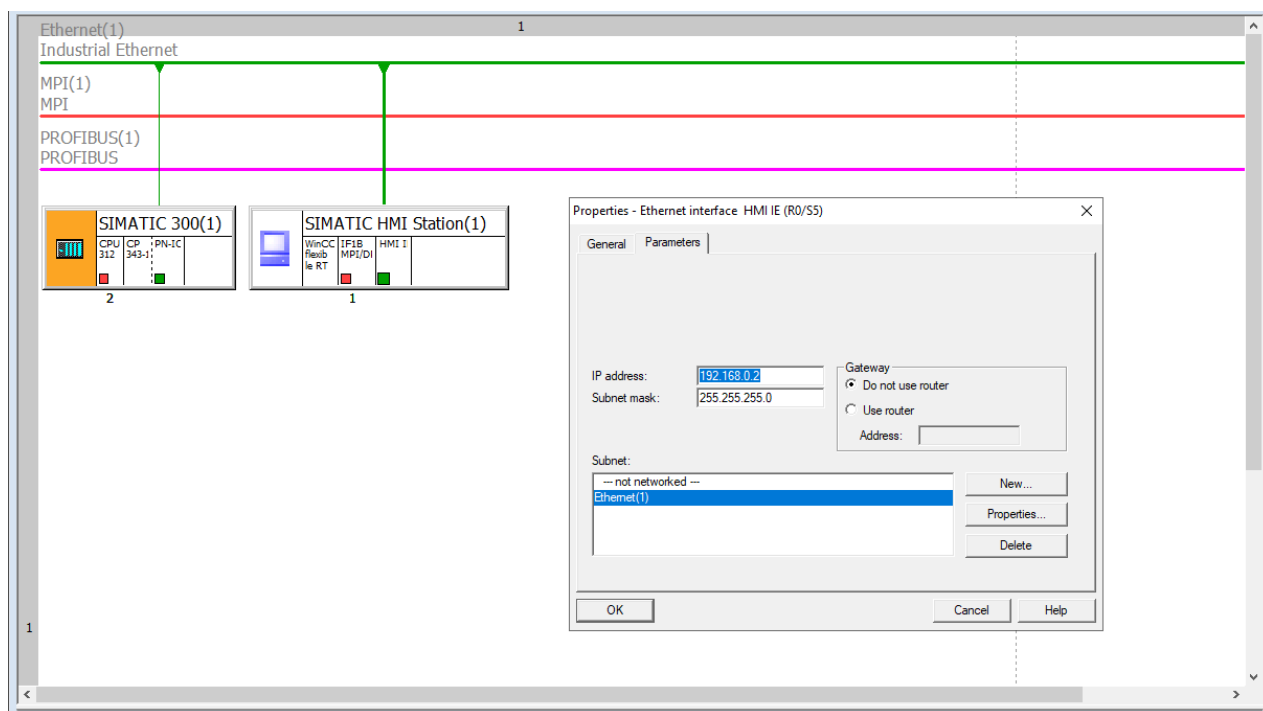 Ethernet(1)
1
Industrial Ethernet
MPI(1)
MPI
PROFIBUS(1)
PROFIBUS
SIMATIC 300(1)
CPU 312
CP 343-1
PN-IC
2
SIMATIC HMI Station(1)
WinCC flexib le RT
IF1B MPI/DI
HMI I
1
1
Properties - Ethernet interface HMI IE (R0/S5)
General
Parameters
IP address:
192.168.0.2
Subnet mask:
255.255.255.0
Gateway
Do not use router
Use router
Address:
Subnet:
--- not networked ---
Ethernet(1)
New...
Properties...
Delete
OK
Cancel
Help